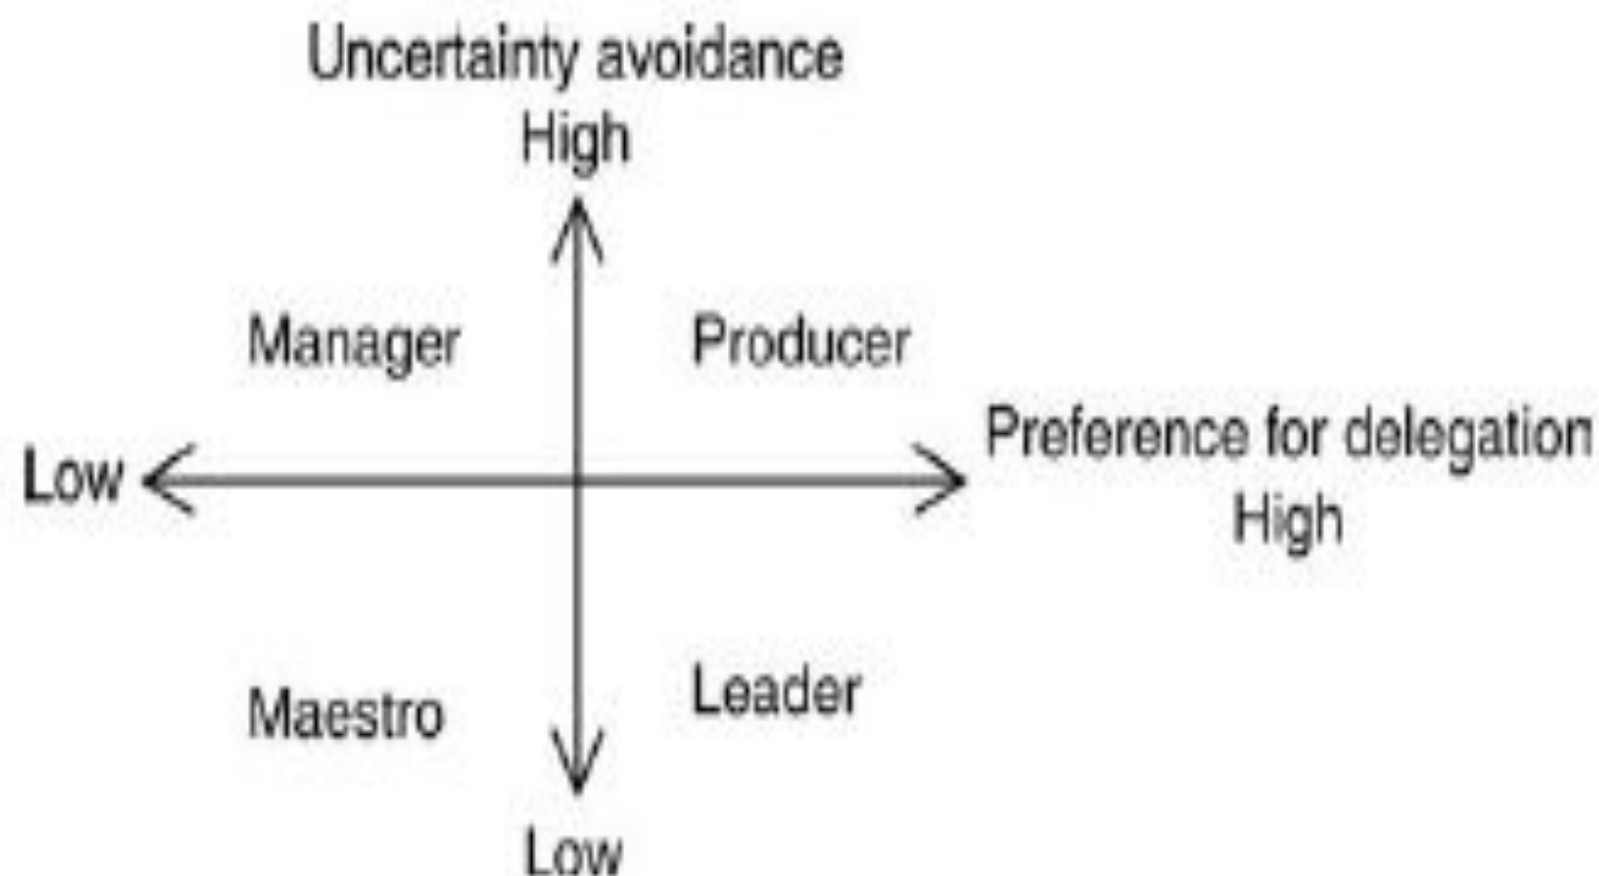 Uncertainty avoidance
High
Manager
Producer
Low
Preference for delegation
High
Maestro
Leader
Low